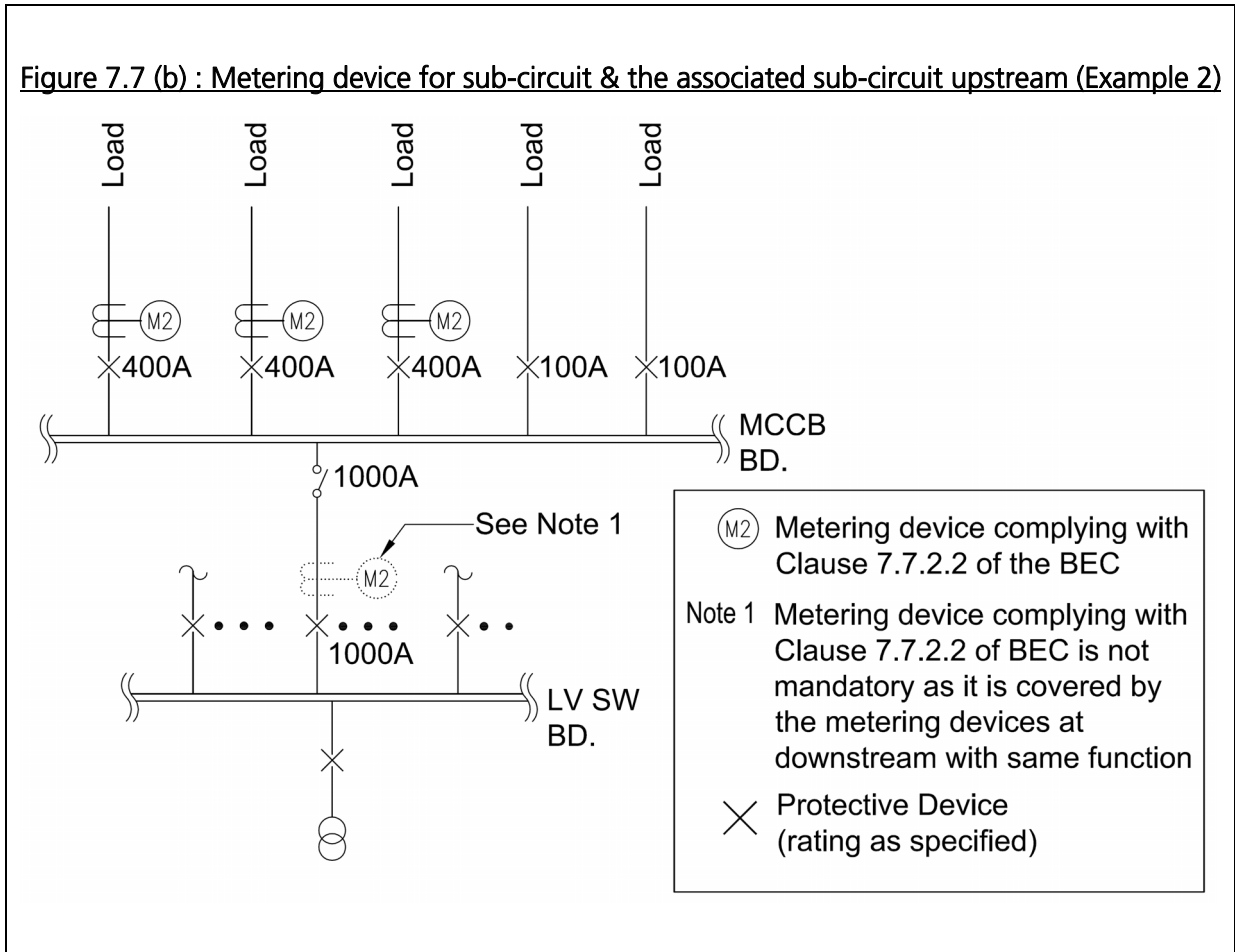 Figure 7.7 (b) : Metering device for sub-circuit & the associated sub-circuit upstream (Example 2)
Load
Load
Load
Load
Load
M2
M2
M2
400A
400A
400A
100A
100A
MCCB
BD.
1000A
See Note 1
M2
1000A
LV SW
BD.
M2 Metering device complying with
Clause 7.7.2.2 of the BEC
Note 1 Metering device complying with
Clause 7.7.2.2 of BEC is not
mandatory as it is covered by
the metering devices at
downstream with same function
Protective Device
(rating as specified)